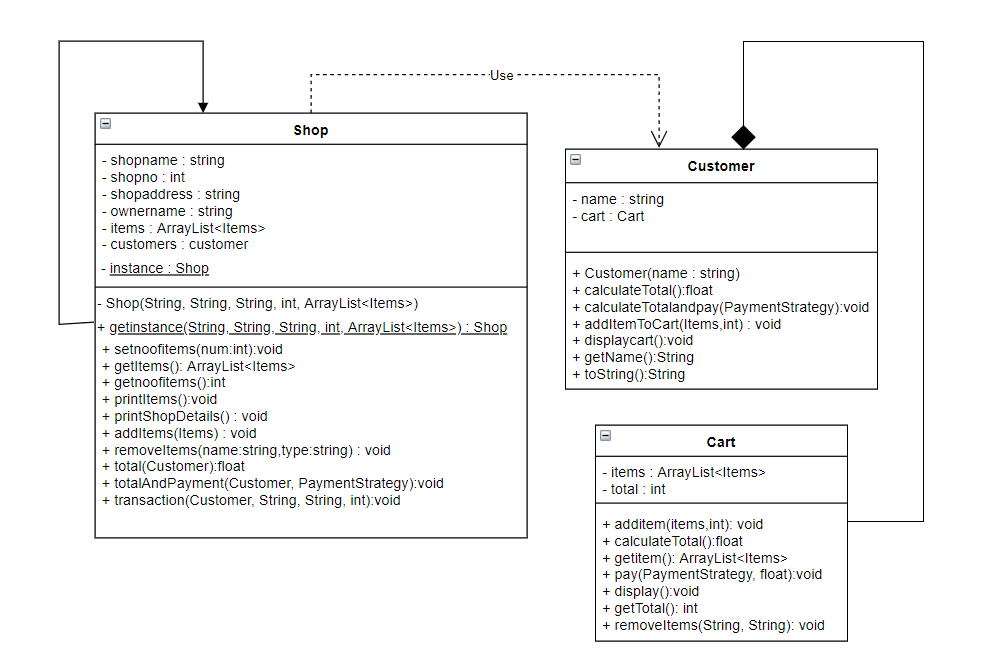 Use
Shop
- shopname : string
- shopno : int
- shopaddress : string
- ownername : string
- items : ArrayList<Items>
- customers : customer
- instance : Shop
- Shop(String, String, String, int, ArrayList<Items>)
+ getinstance(String, String, String, int, ArrayList<Items>) : Shop
+ setnoofitems(num:int):void
+ getItems(): ArrayList<Items>
+ getnoofitems():int
+ printItems():void
+ printShopDetails() : void
+ addItems(Items) : void
+ removeItems(name:string,type:string) : void
+ total(Customer):float
+ totalAndPayment(Customer, PaymentStrategy):void
+ transaction(Customer, String, String, int):void
Customer
- name : string
- cart : Cart
+ Customer(name : string)
+ calculateTotal():float
+ calculateTotalandpay(PaymentStrategy):void
+ addItemToCart(Items,int) : void
+ displaycart():void
+ getName():String
+ toString():String
Cart
- items : ArrayList<Items>
- total : int
+ additem(items,int): void
+ calculateTotal():float
+ getitem(): ArrayList<Items>
+ pay(PaymentStrategy, float):void
+ display():void
+ getTotal(): int
+ removeItems(String, String): void